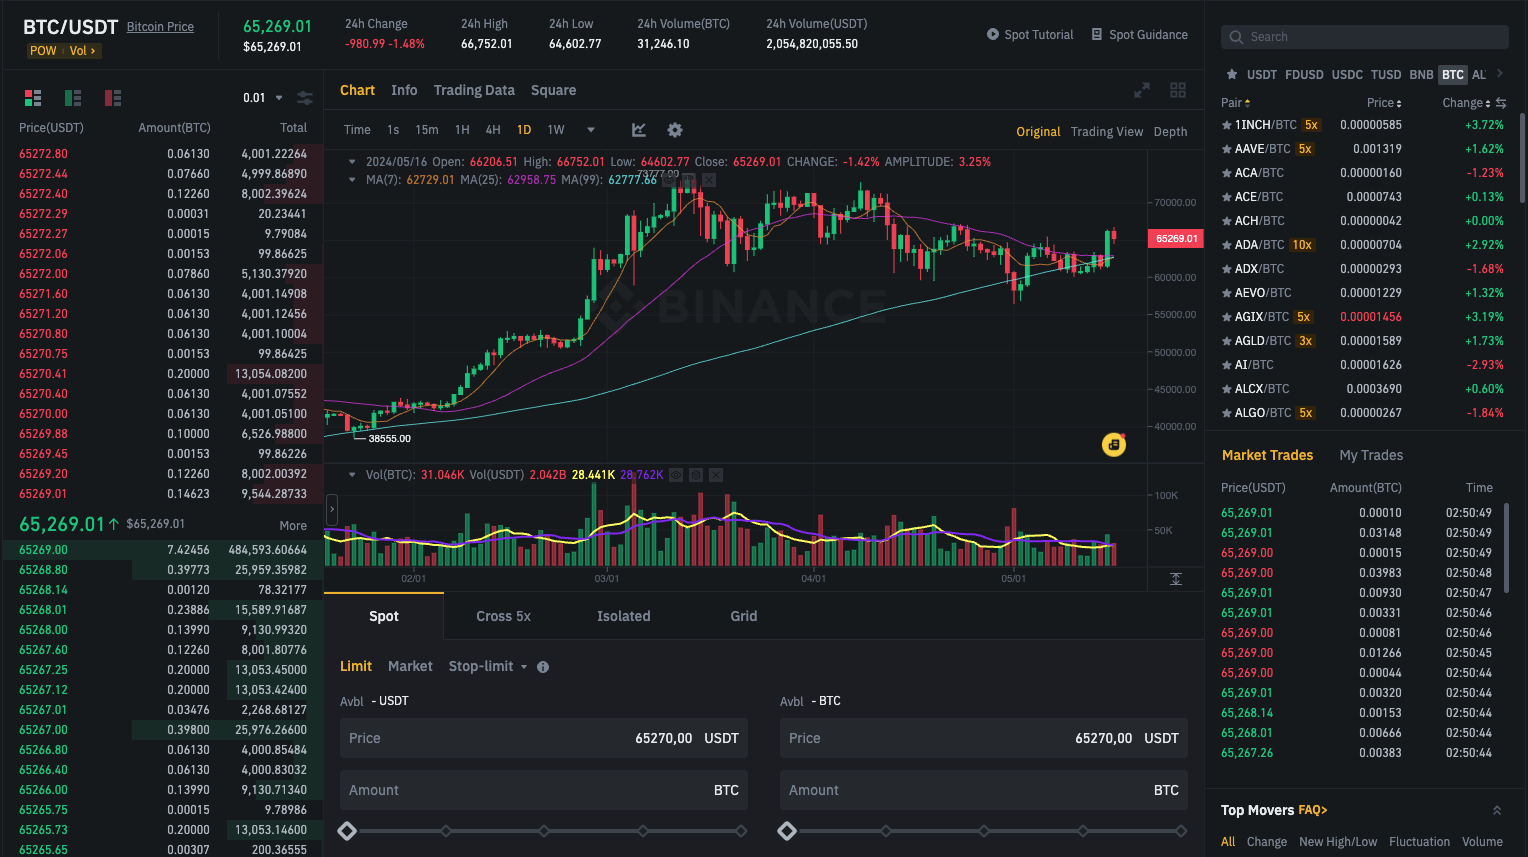 BTC/USDT Bitcoin Price
POW Vol >
65,269.01
$65,269.01
24h Change
-980.99 -1.48%
24h High
66,752.01
24h Low
64,602.77
24h Volume(BTC)
31,246.10
24h Volume(USDT)
2,054,820,055.50
Spot Tutorial
Spot Guidance
0.01
Price(USDT) Amount(BTC) Total
65272.80 0.06130 4,001.22264
65272.44 0.07660 4,999.86890
65272.40 0.12260 8,002.39624
65272.29 0.00031 20.23441
65272.27 0.00015 9.79084
65272.06 0.00153 99.86625
65272.00 0.07860 5,130.37920
65271.60 0.06130 4,001.14908
65271.20 0.06130 4,001.12456
65270.80 0.06130 4,001.10004
65270.75 0.00153 99.86425
65270.41 0.20000 13,054.08200
65270.40 0.06130 4,001.07552
65270.00 0.06130 4,001.05100
65269.88 0.10000 6,526.98800
65269.45 0.00153 99.86226
65269.20 0.12260 8,002.00392
65269.01 0.14623 9,544.28733
65,269.01↑ $65,269.01 More
65269.00 7.42456 484,593.60664
65268.80 0.39773 25,959.35982
65268.14 0.00120 78.32177
65268.01 0.23886 15,589.91687
65268.00 0.13990 9,130.99320
65267.60 0.12260 8,001.80776
65267.25 0.20000 13,053.45000
65267.12 0.20000 13,053.42400
65267.01 0.03476 2,268.68127
65267.00 0.39800 25,976.26600
65266.80 0.06130 4,000.85484
65266.40 0.06130 4,000.83032
65266.00 0.13990 9,130.71340
65265.75 0.00015 9.78986
65265.73 0.20000 13,053.14600
65265.65 0.00307 200.36555
Chart Info Trading Data Square
Time 1s 15m 1H 4H 1D 1W
Original Trading View Depth
2024/05/16 Open: 66206.51 High: 66752.01 Low: 64602.77 Close: 65269.01 CHANGE: -1.42% AMPLITUDE: 3.25%
MA(7): 62729.01 MA(25): 62958.75 MA(99): 62777.66
73777.00
70000.00
65269.01
60000.00
55000.00
50000.00
45000.00
40000.00
BINANCE
38555.00
Vol(BTC): 31.046K Vol(USDT) 2.042B 28.441K 28.762K
100K
50K
02/01 03/01 04/01 05/01
Spot Cross 5x Isolated Grid
Limit Market Stop-limit
Avbl - USDT
Price 65270,00 USDT
Amount BTC
Avbl - BTC
Price 65270,00 USDT
Amount BTC
Search
USDT FDUSD USDC TUSD BNB BTC AL
Pair Price Change
1INCH/BTC 5x 0.00000585 +3.72%
AAVE/BTC 5x 0.001319 +1.62%
ACA/BTC 0.00000160 -1.23%
ACE/BTC 0.0000743 +0.13%
ACH/BTC 0.00000042 +0.00%
ADA/BTC 10x 0.00000704 +2.92%
ADX/BTC 0.00000293 -1.68%
AEVO/BTC 0.00001229 +1.32%
AGIX/BTC 5x 0.00001456 +3.19%
AGLD/BTC 3x 0.00001589 +1.73%
AI/BTC 0.00001626 -2.93%
ALCX/BTC 0.0003690 +0.60%
ALGO/BTC 5x 0.00000267 -1.84%
Market Trades My Trades
Price(USDT) Amount(BTC) Time
65,269.01 0.00010 02:50:49
65,269.01 0.03148 02:50:49
65,269.00 0.00015 02:50:49
65,269.00 0.03983 02:50:48
65,269.01 0.00930 02:50:47
65,269.01 0.00331 02:50:46
65,269.00 0.00081 02:50:46
65,269.00 0.01266 02:50:45
65,269.00 0.00044 02:50:44
65,269.01 0.00320 02:50:44
65,268.14 0.00153 02:50:44
65,268.01 0.00666 02:50:44
65,267.26 0.00383 02:50:44
Top Movers FAQ>
All Change New High/Low Fluctuation Volume